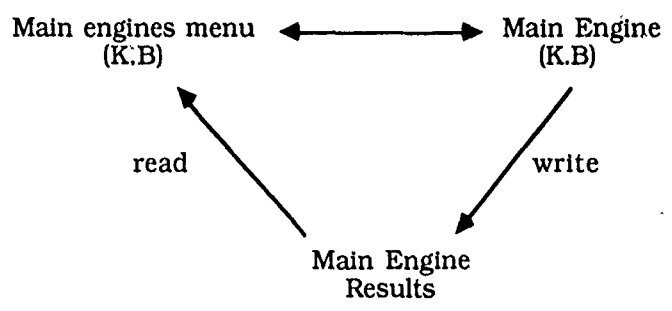 Main engines menu
(K.B)
Main Engine
(K.B)
read
write
Main Engine
Results